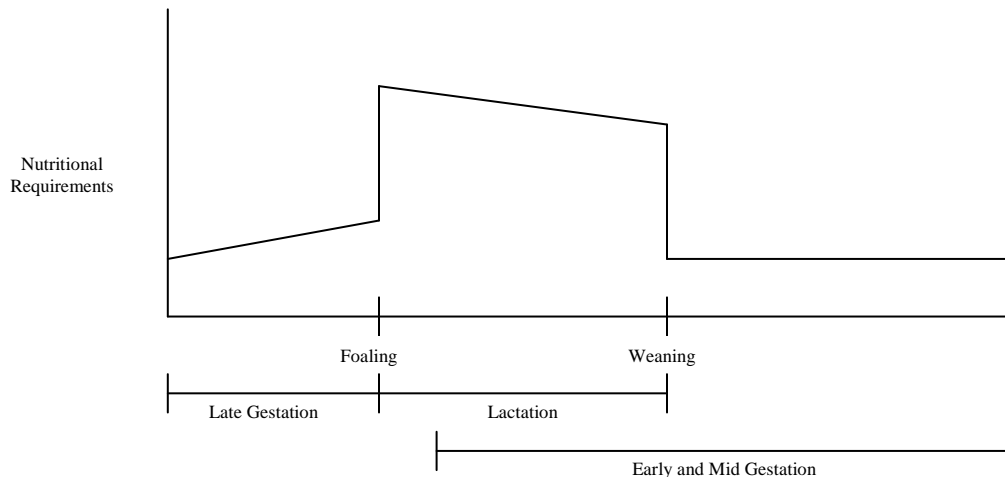 Nutritional
Requirements
Foaling
Weaning
Late Gestation
Lactation
Early and Mid Gestation